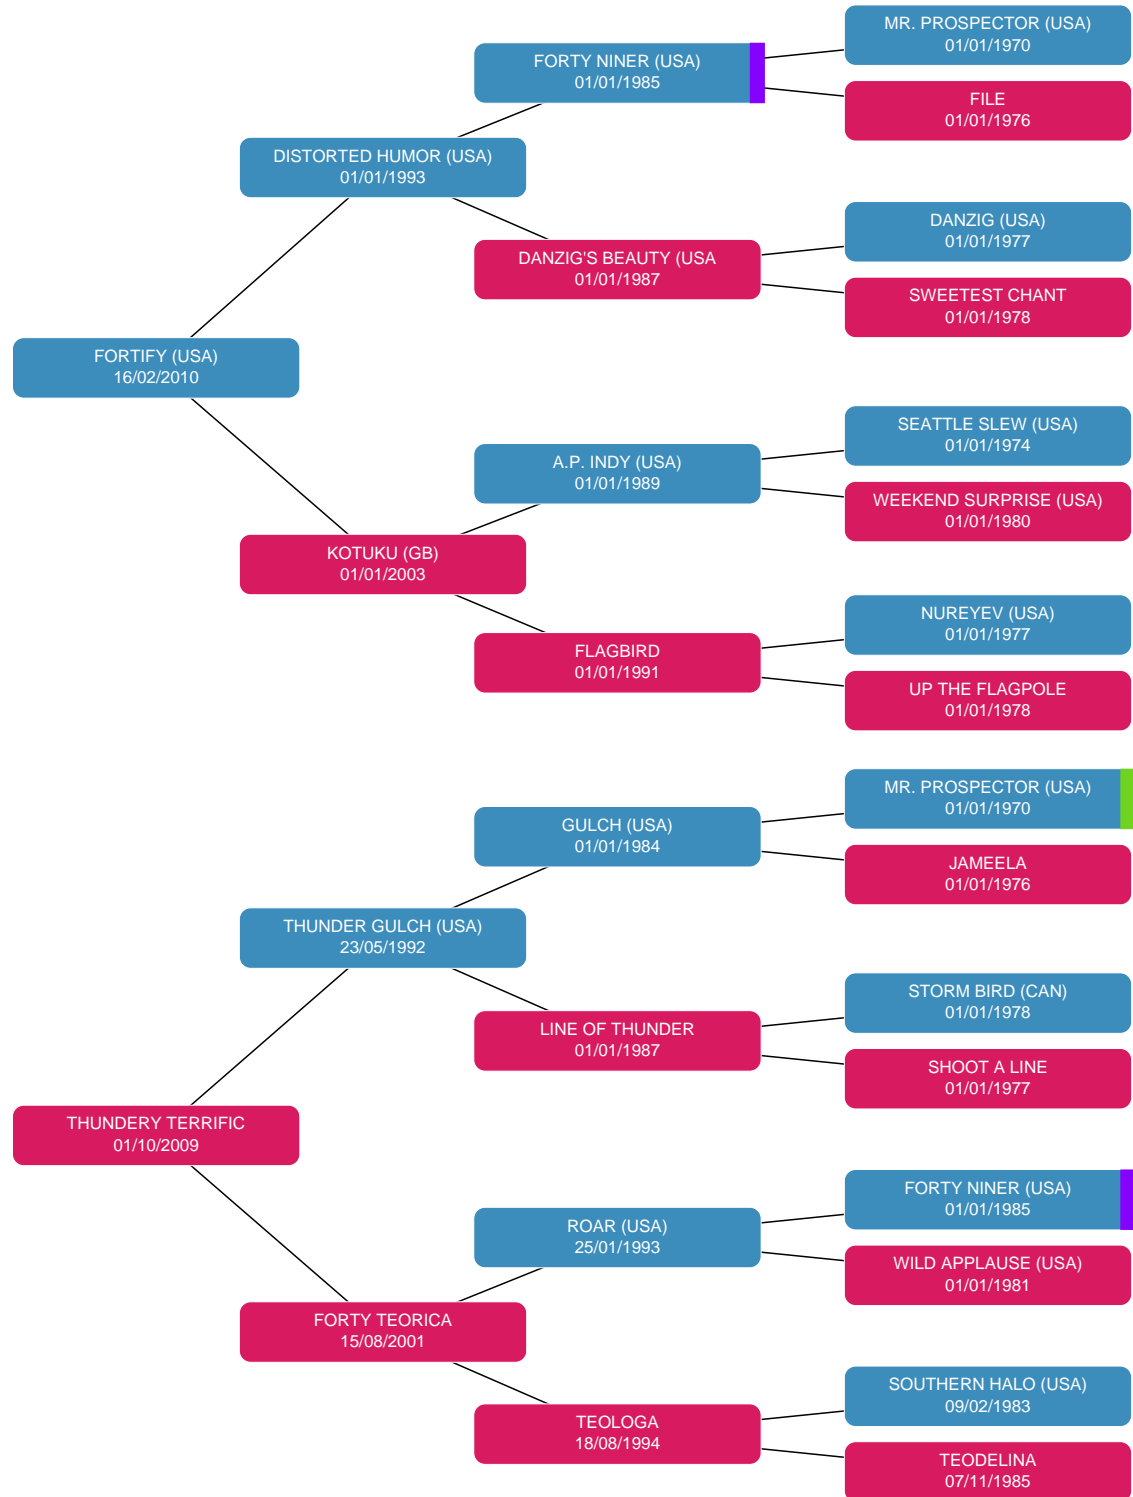 MR. PROSPECTOR (USA)
01/01/1970
FORTY NINER (USA)
01/01/1985
FILE
01/01/1976
DISTORTED HUMOR (USA)
01/01/1993
DANZIG (USA)
01/01/1977
DANZIG'S BEAUTY (USA
01/01/1987
SWEETEST CHANT
01/01/1978
FORTIFY (USA)
16/02/2010
SEATTLE SLEW (USA)
01/01/1974
A.P. INDY (USA)
01/01/1989
WEEKEND SURPRISE (USA)
01/01/1980
KOTUKU (GB)
01/01/2003
NUREYEV (USA)
01/01/1977
FLAGBIRD
01/01/1991
UP THE FLAGPOLE
01/01/1978
MR. PROSPECTOR (USA)
01/01/1970
GULCH (USA)
01/01/1984
JAMEELA
01/01/1976
THUNDER GULCH (USA)
23/05/1992
STORM BIRD (CAN)
01/01/1978
LINE OF THUNDER
01/01/1987
SHOOT A LINE
01/01/1977
THUNDERY TERRIFIC
01/10/2009
FORTY NINER (USA)
01/01/1985
ROAR (USA)
25/01/1993
WILD APPLAUSE (USA)
01/01/1981
FORTY TEORICA
15/08/2001
SOUTHERN HALO (USA)
09/02/1983
TEOLOGA
18/08/1994
TEODELINA
07/11/1985